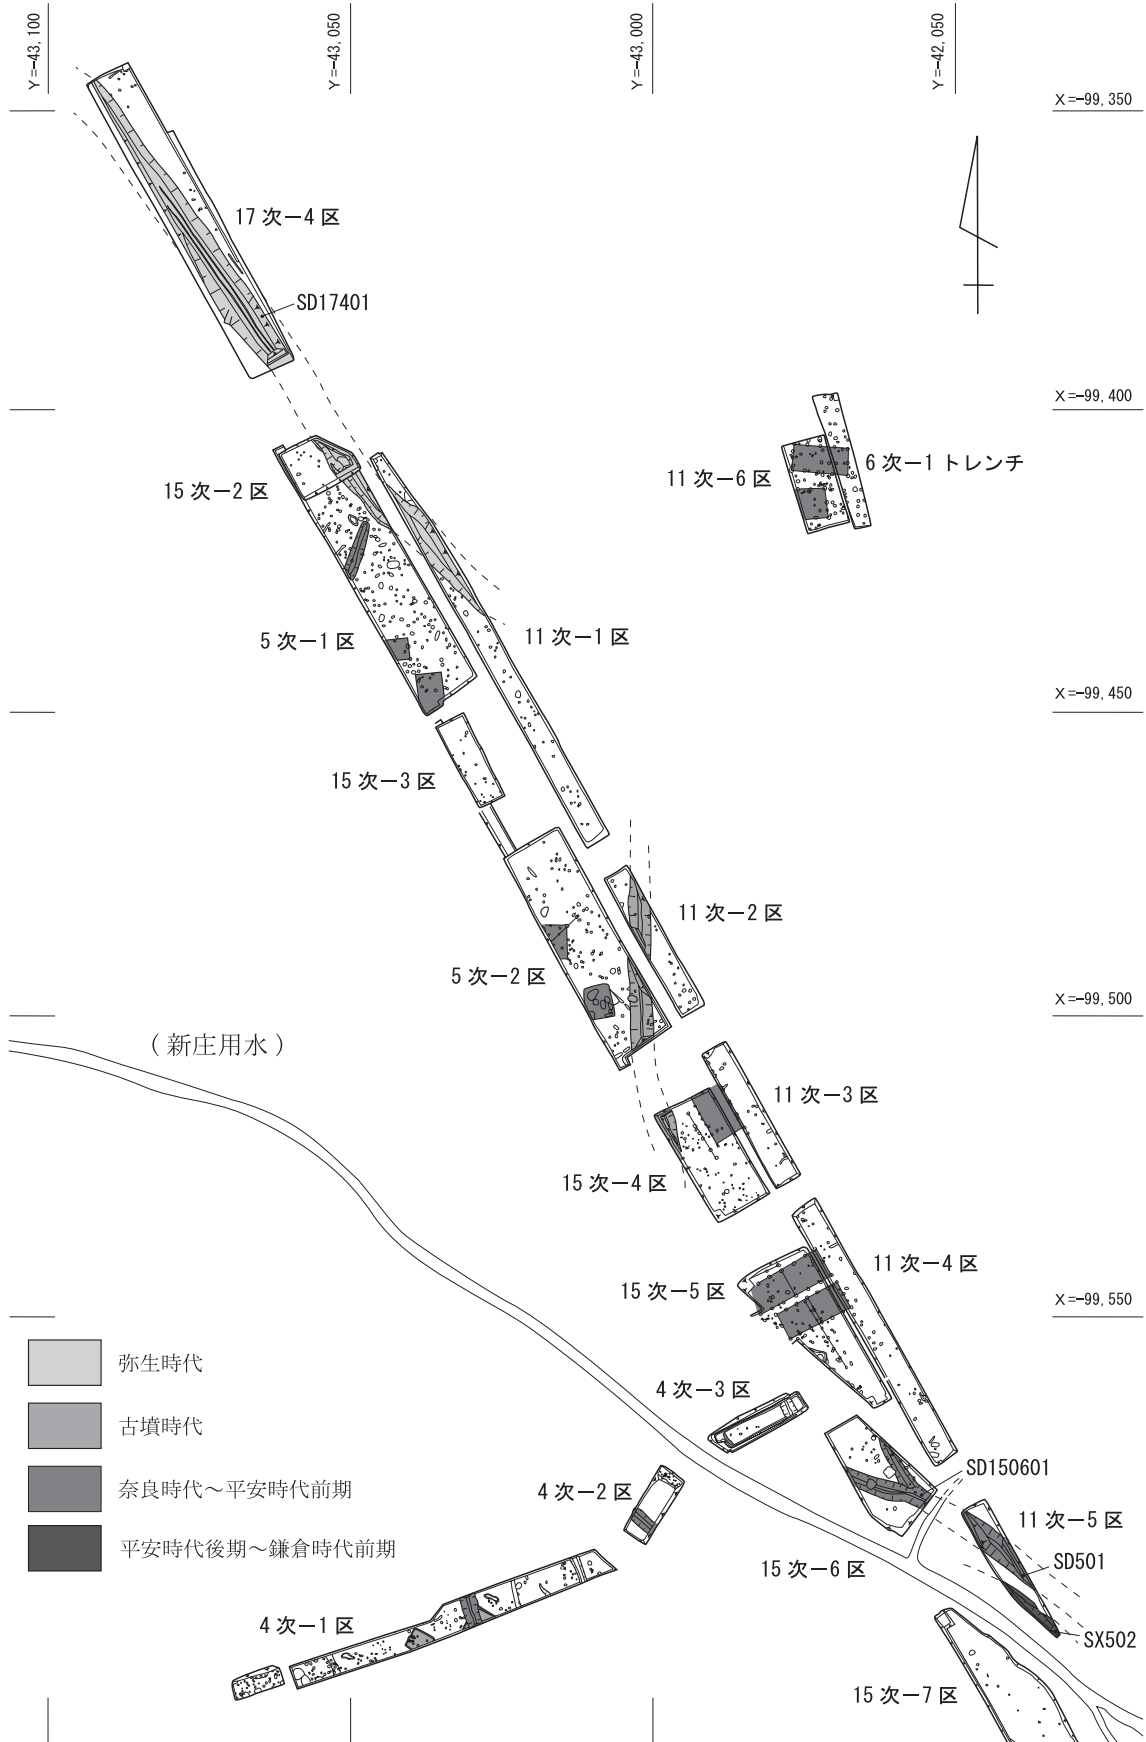 Y=-43,100
Y=-43,050
Y=-43,000
Y=-42,050
X=-99,350
17次－4区
SD17401
X=-99,400
15次－2区
11次－6区
6次－1トレンチ
5次－1区
11次－1区
X=-99,450
15次－3区
11次－2区
5次－2区
X=-99,500
（新庄用水）
11次－3区
15次－4区
11次－4区
15次－5区
X=-99,550
弥生時代
4次－3区
古墳時代
SD150601
奈良時代～平安時代前期
4次－2区
11次－5区
平安時代後期～鎌倉時代前期
SD501
15次－6区
4次－1区
SX502
15次－7区